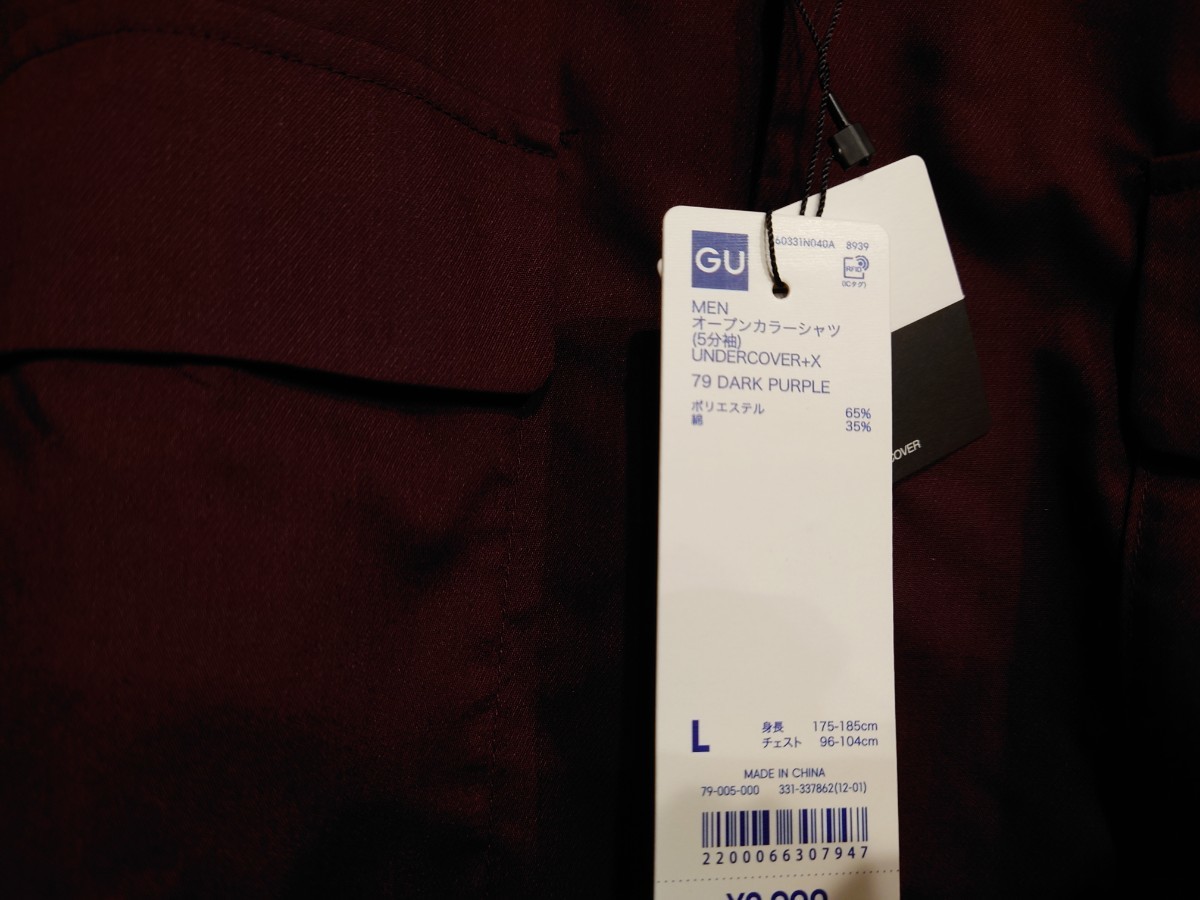 GU
60331N040A 8939
RFID
(ICタグ)
MEN
オープンカラーシャツ
(5分袖)
UNDERCOVER+X
79 DARK PURPLE
ポリエステル 65%
綿 35%
COVER
L 身長 175-185cm
チェスト 96-104cm
MADE IN CHINA
79-005-000 331-337862(12-01)
2200066307947